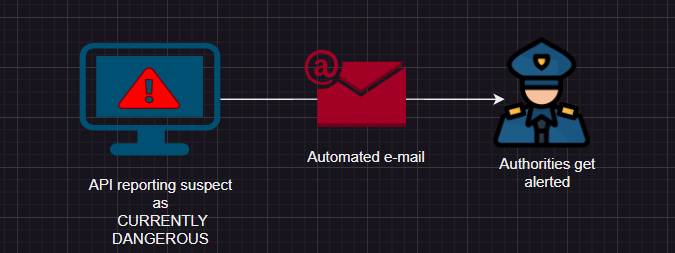 API reporting suspect
as
CURRENTLY
DANGEROUS
@
Automated e-mail
Authorities get
alerted